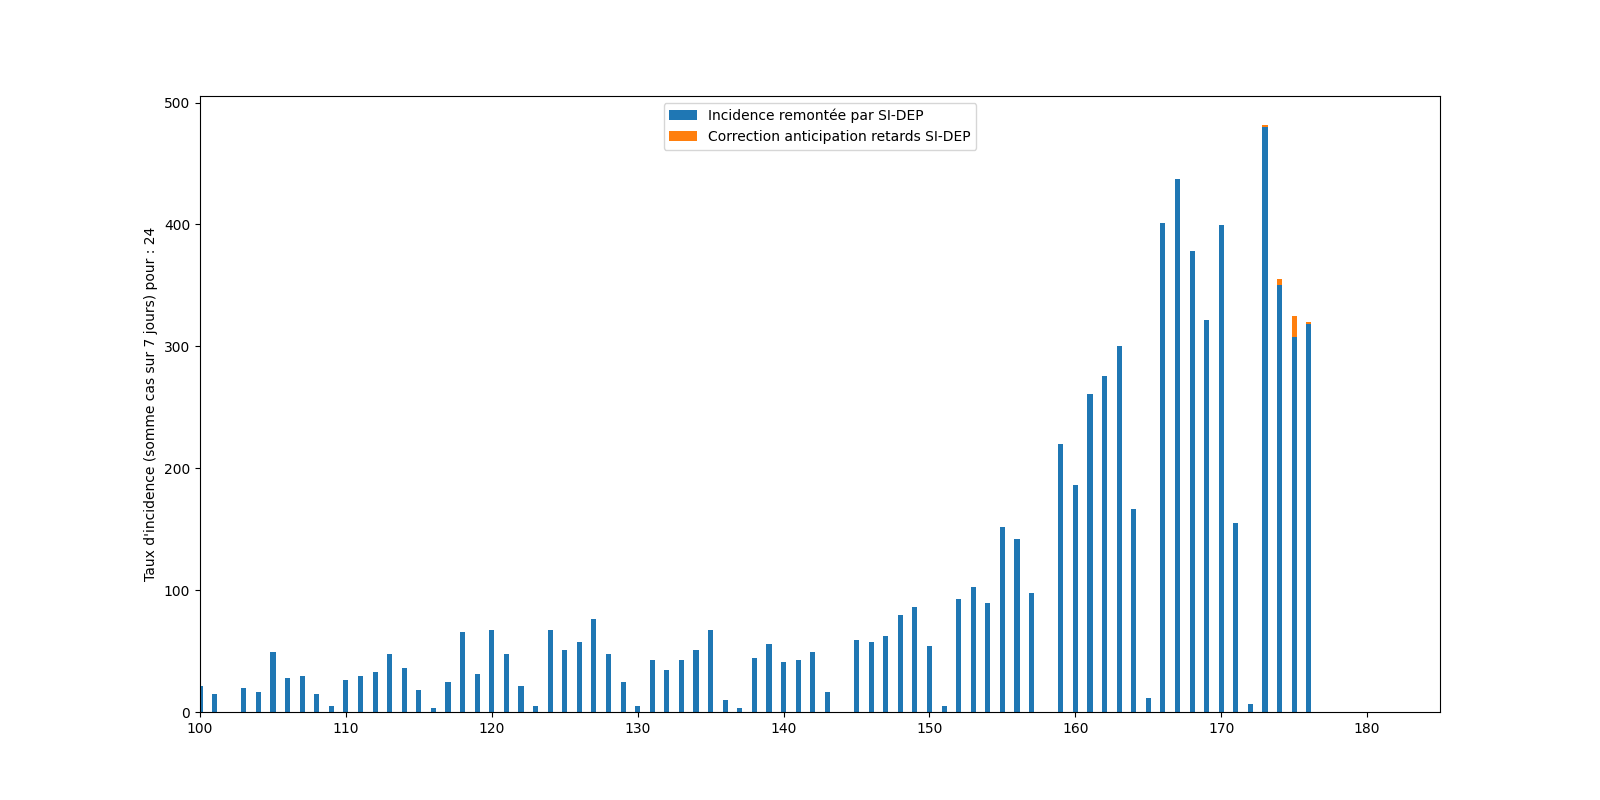 Incidence remontée par SI-DEP
Correction anticipation retards SI-DEP
Taux d'incidence (somme cas sur 7 jours) pour : 24
500
400
300
200
100
0
100 110 120 130 140 150 160 170 180